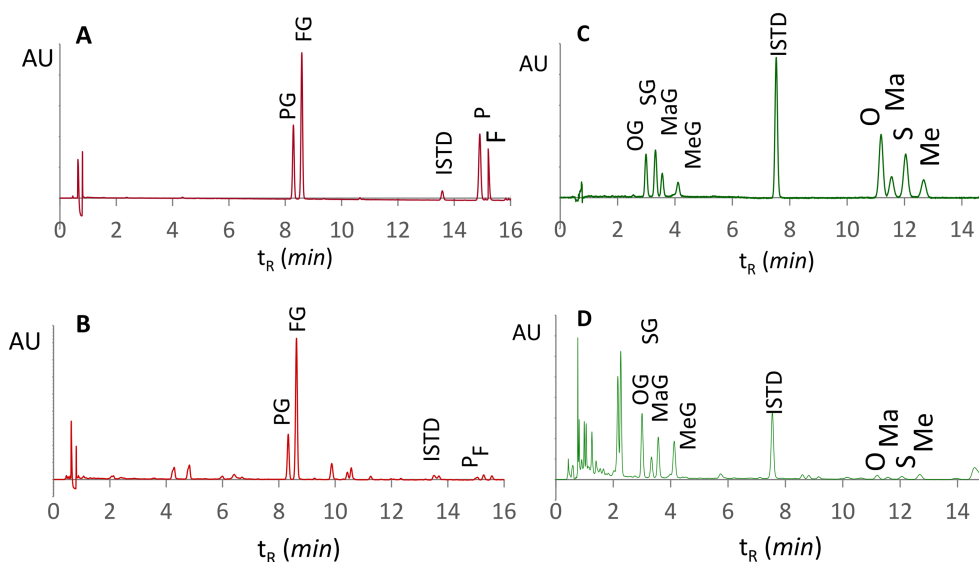 A
AU
FG
PG
ISTD
P
F
0 2 4 6 8 10 12 14 16
tR (min)
C
AU
ISTD
OG
SG
MaG
MeG
O
Ma
S
Me
0 2 4 6 8 10 12 14
tR (min)
B
AU
FG
PG
ISTD
P
F
0 2 4 6 8 10 12 14 16
tR (min)
D
AU
SG
OG
MaG
MeG
ISTD
O
Ma
S
Me
0 2 4 6 8 10 12 14
tR (min)